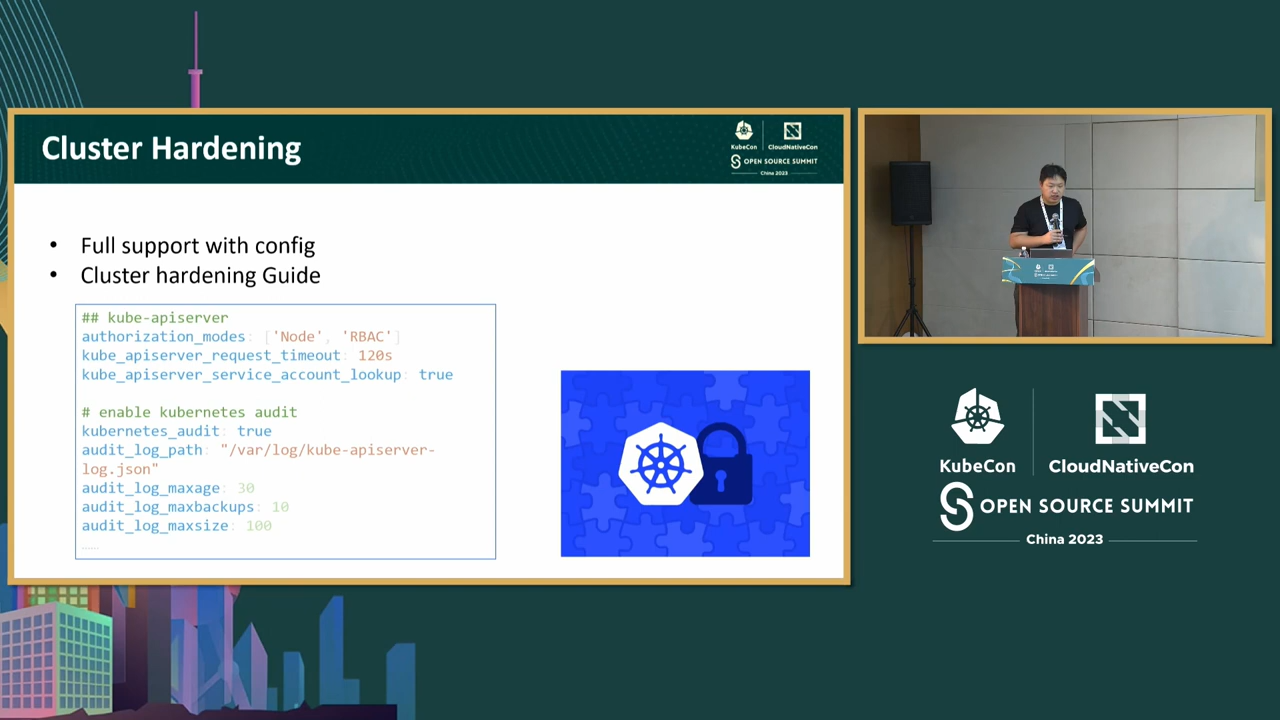 Cluster Hardening
KubeCon
CloudNativeCon
OPEN SOURCE SUMMIT
China 2023
• Full support with config
• Cluster hardening Guide
## kube-apiserver
authorization_modes: ['Node', 'RBAC']
kube_apiserver_request_timeout: 120s
kube_apiserver_service_account_lookup: true
# enable kubernetes audit
kubernetes_audit: true
audit_log_path: "/var/log/kube-apiserver-
log.json"
audit_log_maxage: 30
audit_log_maxbackups: 10
audit_log_maxsize: 100
......
KubeCon
CloudNativeCon
OPEN SOURCE SUMMIT
China 2023